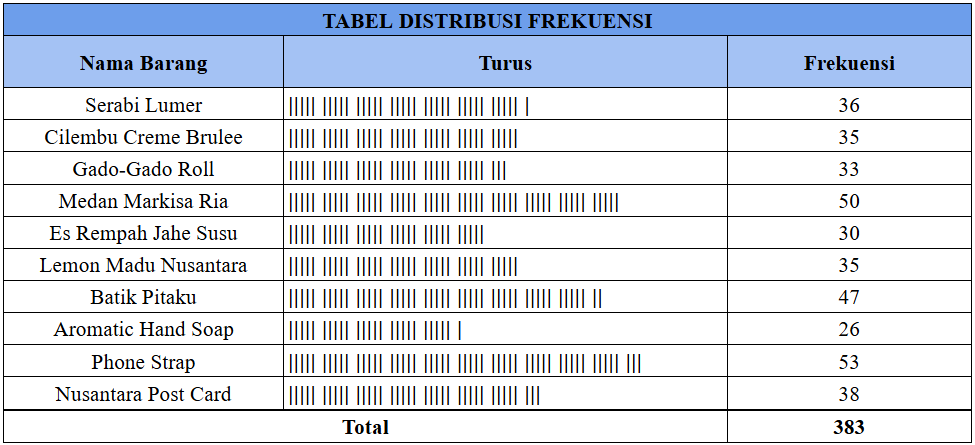 TABEL DISTRIBUSI FREKUENSI
Nama Barang Turus Frekuensi
Serabi Lumer ||||| ||||| ||||| ||||| ||||| ||||| ||||| | 36
Cilembu Creme Brulee ||||| ||||| ||||| ||||| ||||| ||||| ||||| 35
Gado-Gado Roll ||||| ||||| ||||| ||||| ||||| ||||| ||| 33
Medan Markisa Ria ||||| ||||| ||||| ||||| ||||| ||||| ||||| ||||| ||||| ||||| 50
Es Rempah Jahe Susu ||||| ||||| ||||| ||||| ||||| ||||| 30
Lemon Madu Nusantara ||||| ||||| ||||| ||||| ||||| ||||| ||||| 35
Batik Pitaku ||||| ||||| ||||| ||||| ||||| ||||| ||||| ||||| ||||| || 47
Aromatic Hand Soap ||||| ||||| ||||| ||||| ||||| | 26
Phone Strap ||||| ||||| ||||| ||||| ||||| ||||| ||||| ||||| ||||| ||||| ||| 53
Nusantara Post Card ||||| ||||| ||||| ||||| ||||| ||||| ||||| ||| 38
Total 383